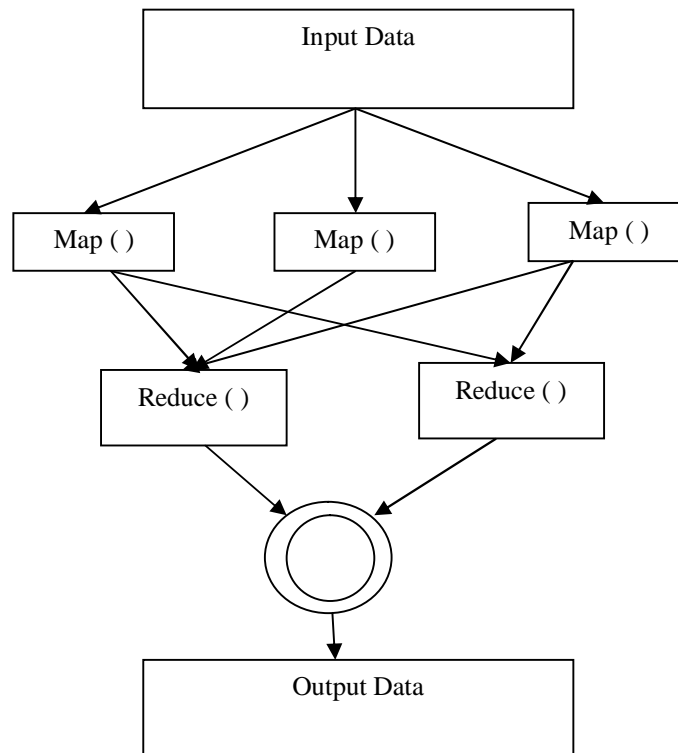 Input Data
Map ( )
Map ( )
Map ( )
Reduce ( )
Reduce ( )
Output Data